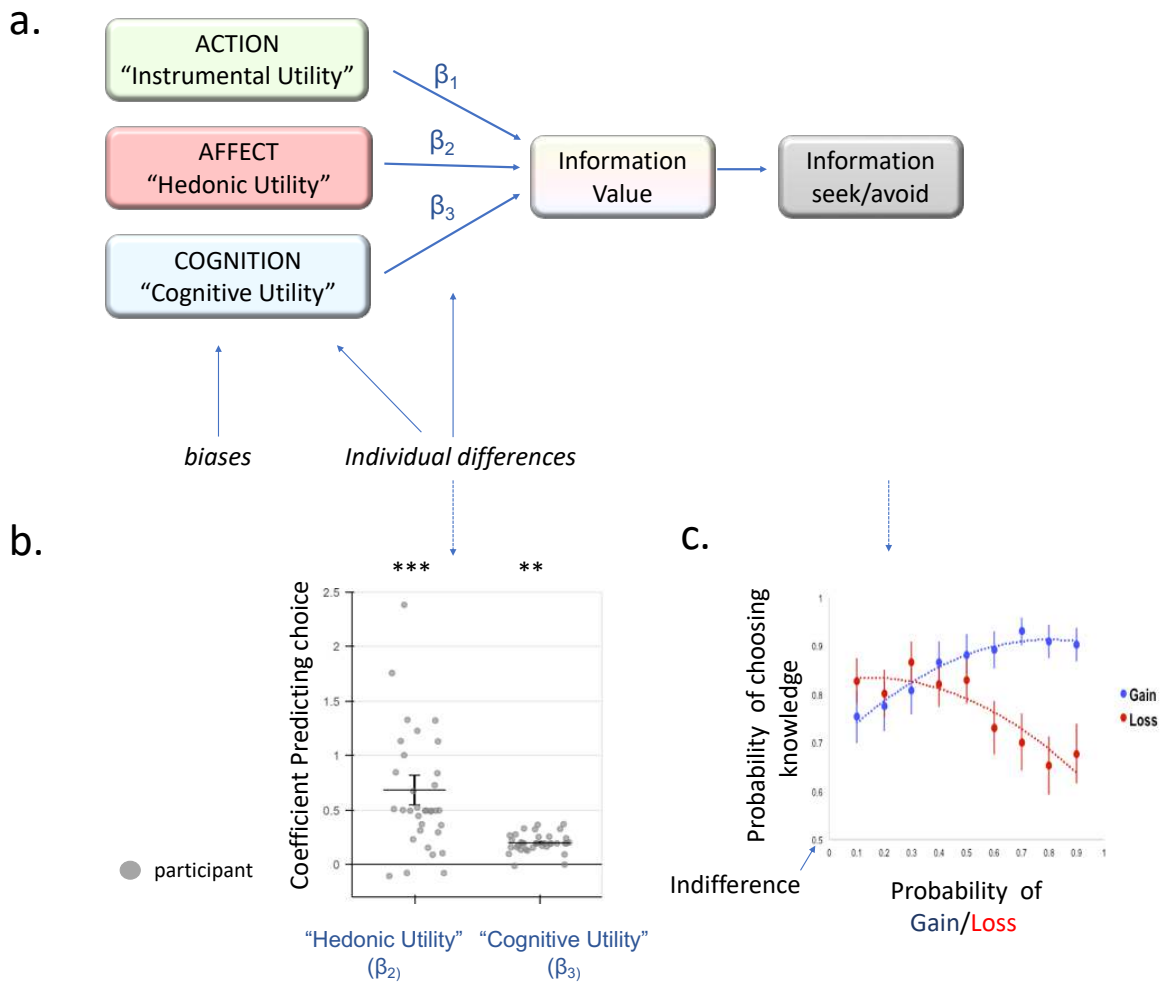 a.
ACTION
“Instrumental Utility”
AFFECT
“Hedonic Utility”
COGNITION
“Cognitive Utility”
β1
β2
β3
Information
Value
Information
seek/avoid
biases
Individual differences
b.
*** **
Coefficient Predicting choice
2.5
2
1.5
1
0.5
0
participant
“Hedonic Utility”
(β2)
“Cognitive Utility”
(β3)
c.
Probability of choosing
knowledge
1
0.9
0.8
0.7
0.6
0.5
0 0.1 0.2 0.3 0.4 0.5 0.6 0.7 0.8 0.9 1
Gain
Loss
Indifference
Probability of
Gain/Loss